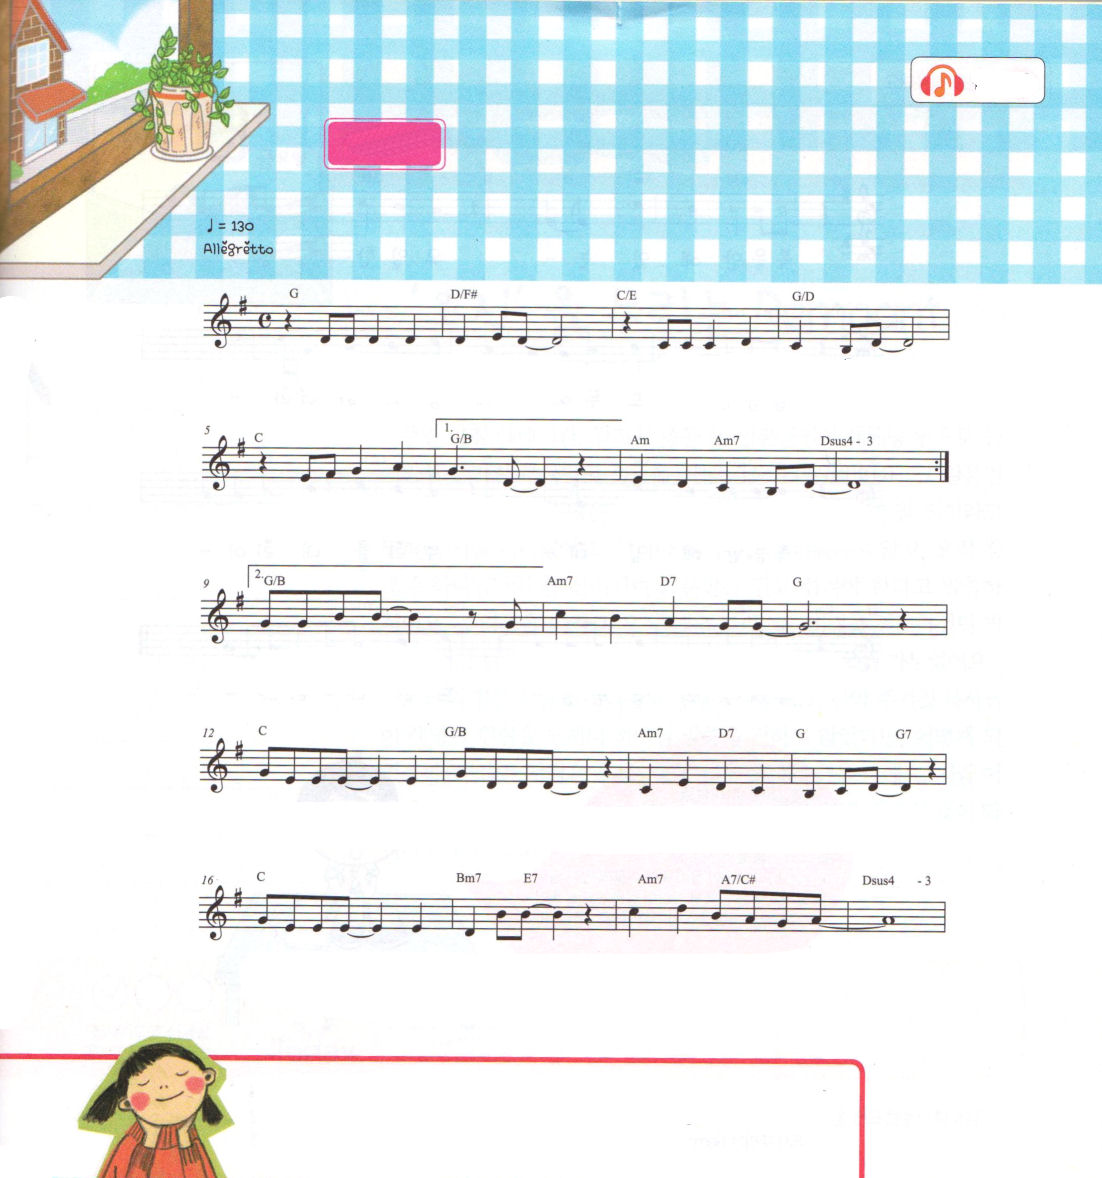 ♩ = 130
Allegretto
G D/F# C/E G/D
5 C 1. G/B Am Am7 Dsus4 - 3
9 2. G/B Am7 D7 G
12 C G/B Am7 D7 G G7
16 C Bm7 E7 Am7 A7/C# Dsus4 - 3